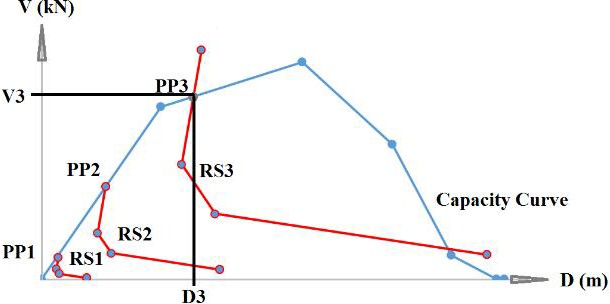 V (kN)
PP3
V3
RS3
PP2
Capacity Curve
RS2
PP1
RS1
D (m)
D3